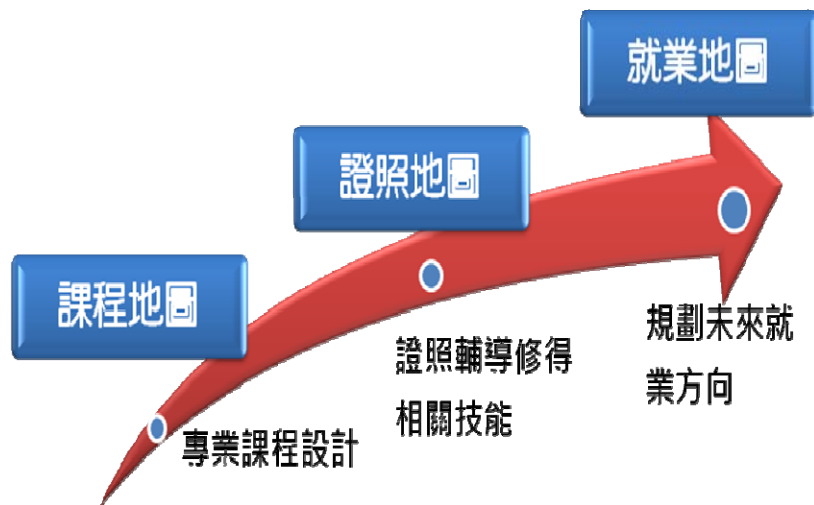 就業地圖
證照地圖
課程地圖
規劃未來就
業方向
證照輔導修得
相關技能
專業課程設計